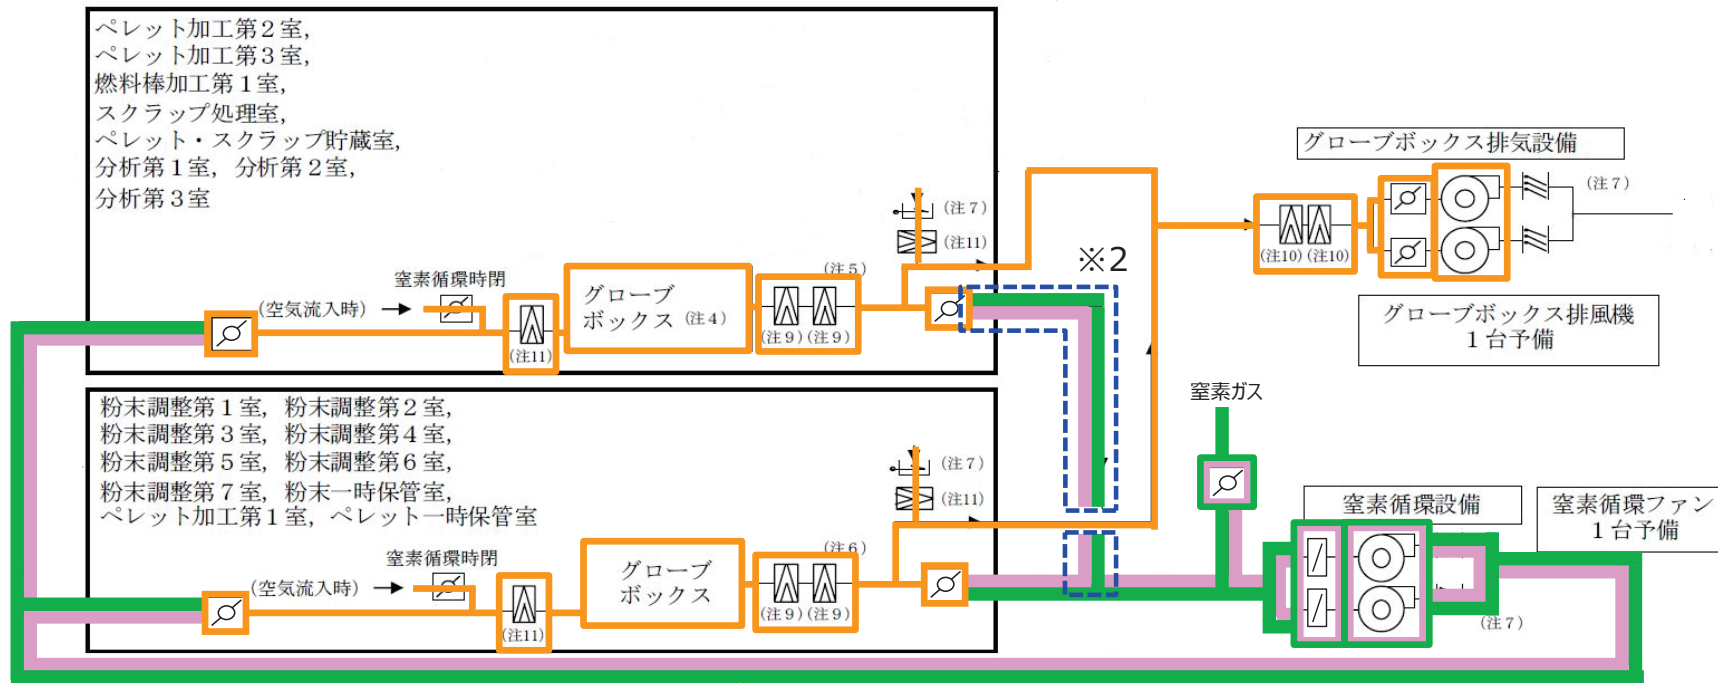 ペレット加工第２室，
ペレット加工第３室，
燃料棒加工第１室，
スクラップ処理室，
ペレット・スクラップ貯蔵室，
分析第１室，分析第２室，
分析第３室
(注７)
(注11)
窒素循環時閉
(空気流入時)
(注11)
グローブ
ボックス (注４)
(注５)
(注９) (注９)
※2
グローブボックス排気設備
(注７)
(注10) (注10)
グローブボックス排風機
１台予備
粉末調整第１室，粉末調整第２室，
粉末調整第３室，粉末調整第４室，
粉末調整第５室，粉末調整第６室，
粉末調整第７室，粉末一時保管室，
ペレット加工第１室，ペレット一時保管室
(注７)
(注11)
窒素循環時閉
(空気流入時)
(注11)
グローブ
ボックス
(注６)
(注９) (注９)
窒素ガス
窒素循環設備
窒素循環ファン
１台予備
(注７)